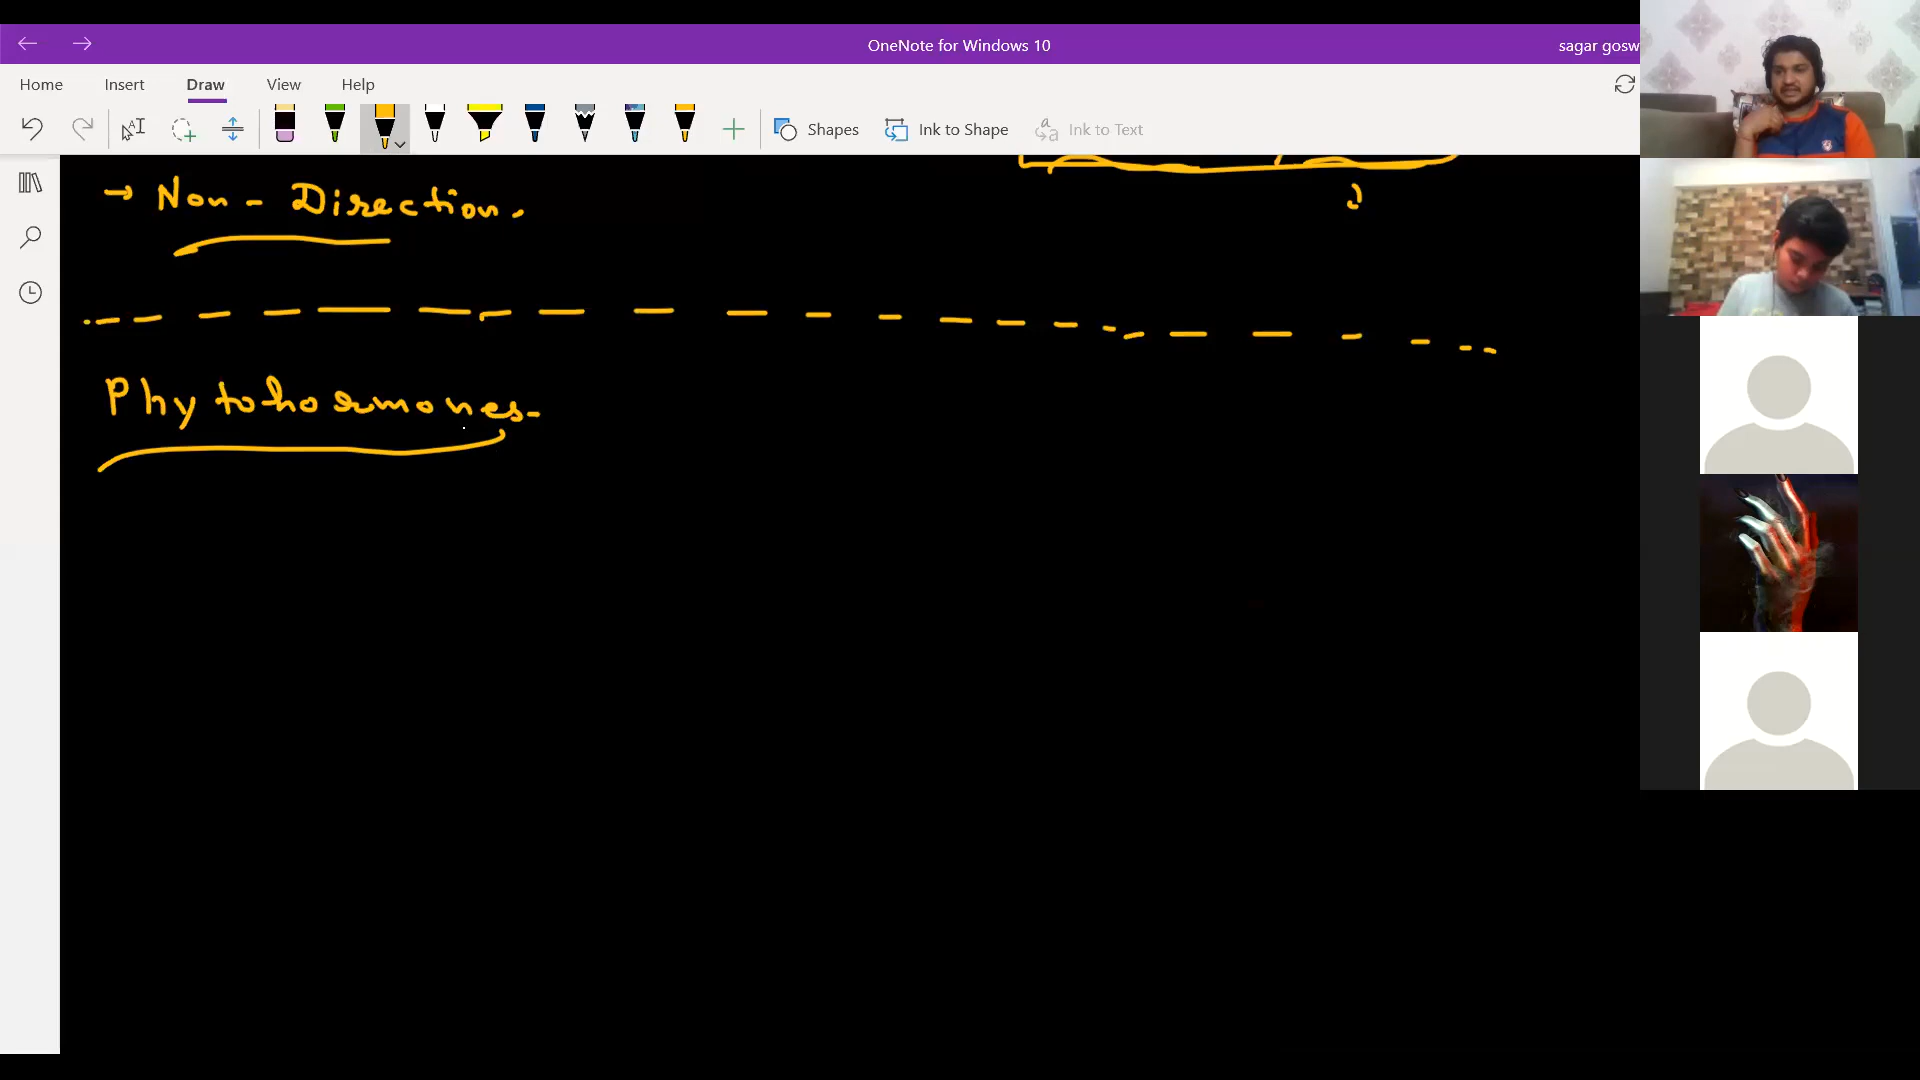 OneNote for Windows 10
sagar gosw
Home Insert Draw View Help
Shapes Ink to Shape Ink to Text
→ Non - Direction.
Phytohormones-